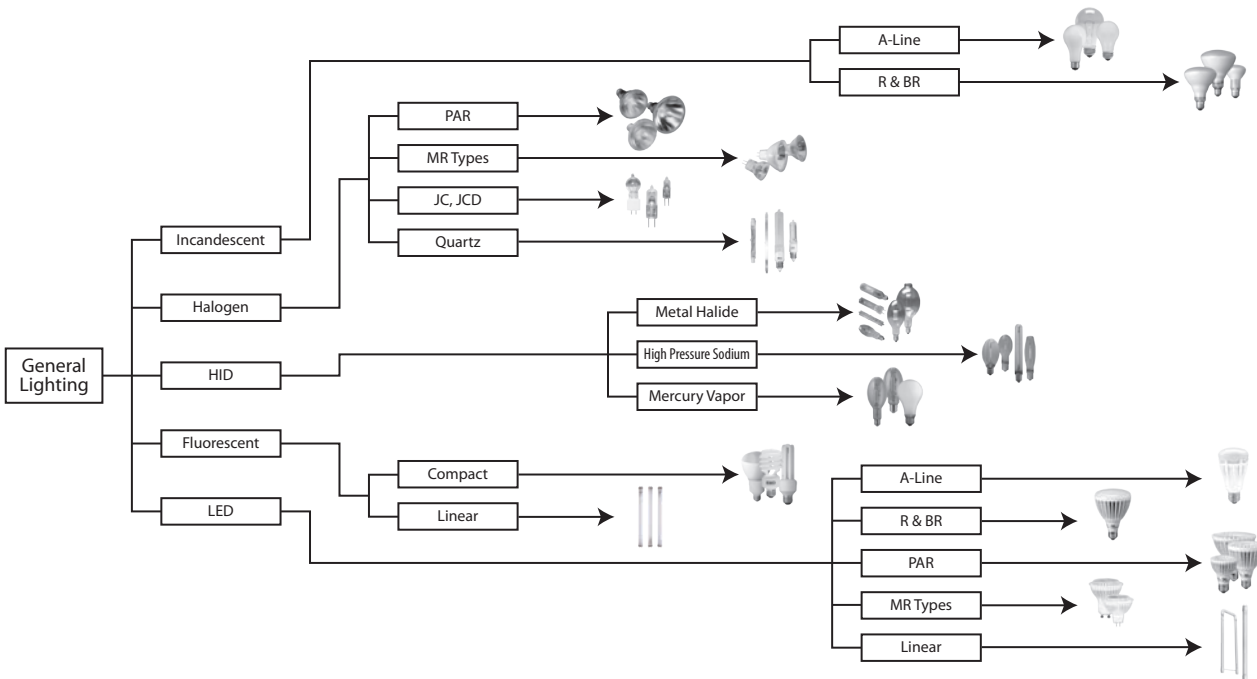 A-Line
R & BR
PAR
MR Types
JC, JCD
Quartz
Incandescent
Halogen
General
Lighting
HID
Fluorescent
LED
Metal Halide
High Pressure Sodium
Mercury Vapor
Compact
Linear
A-Line
R & BR
PAR
MR Types
Linear